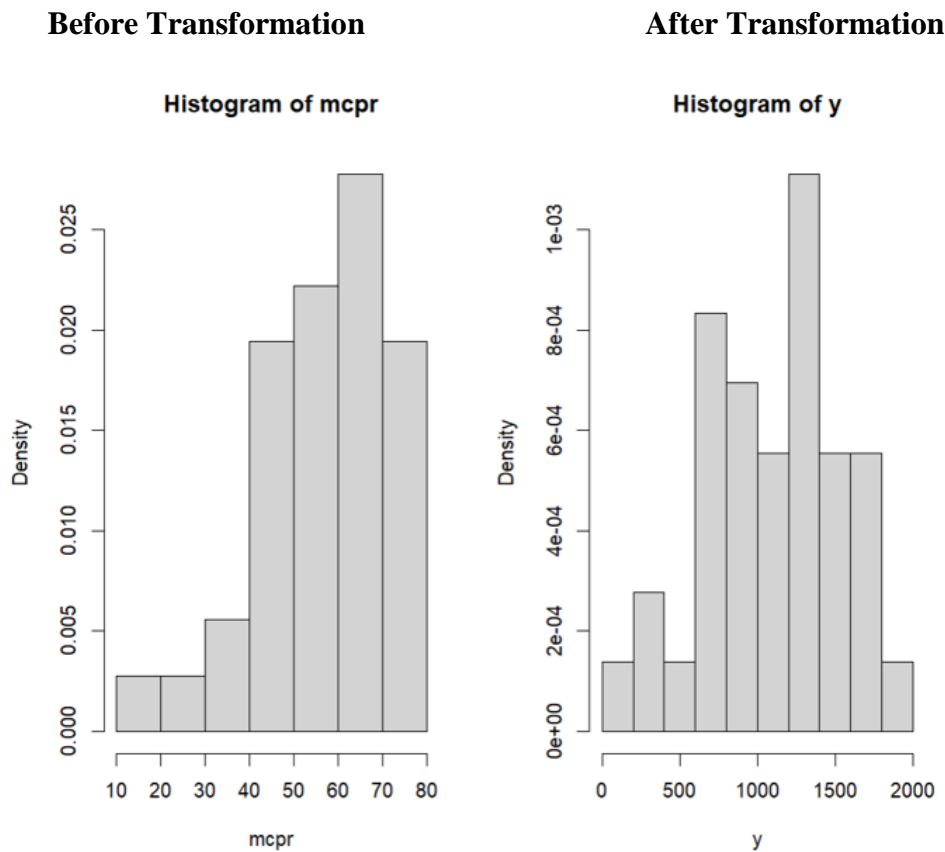 Before Transformation
After Transformation
Histogram of mcpr
Density
0.000
0.005
0.010
0.015
0.020
0.025
10 20 30 40 50 60 70 80
mcpr
Histogram of y
Density
0e+00
2e-04
4e-04
6e-04
8e-04
1e-03
0 500 1000 1500 2000
y